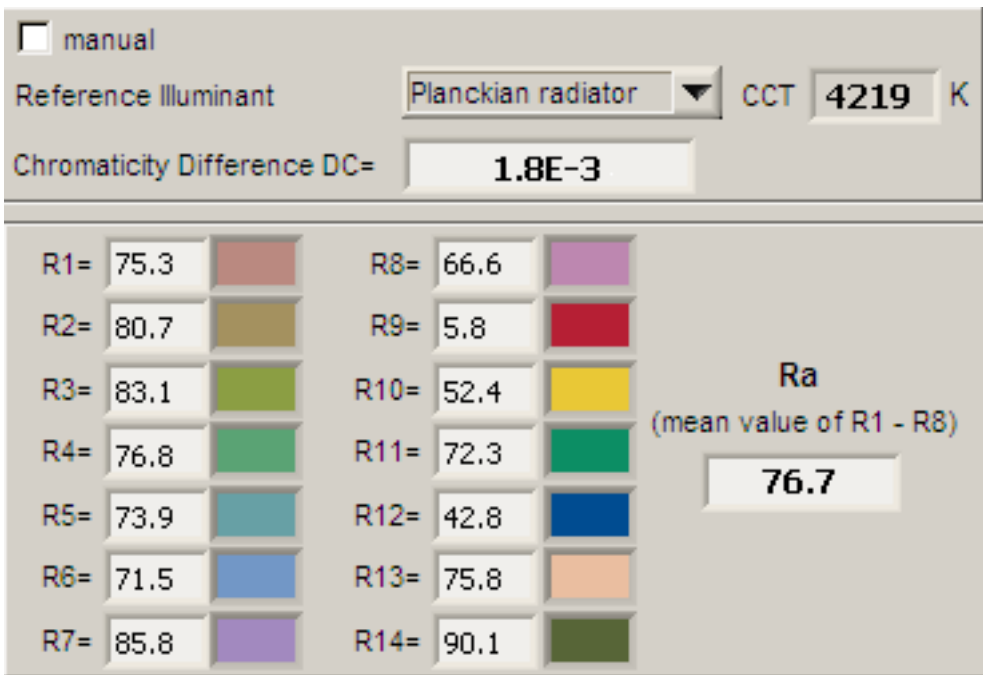 manual
Reference Illuminant Planckian radiator CCT 4219 K
Chromaticity Difference DC= 1.8E-3
R1= 75.3 R8= 66.6
R2= 80.7 R9= 5.8
R3= 83.1 R10= 52.4
Ra
(mean value of R1 - R8)
R4= 76.8 R11= 72.3
76.7
R5= 73.9 R12= 42.8
R6= 71.5 R13= 75.8
R7= 85.8 R14= 90.1